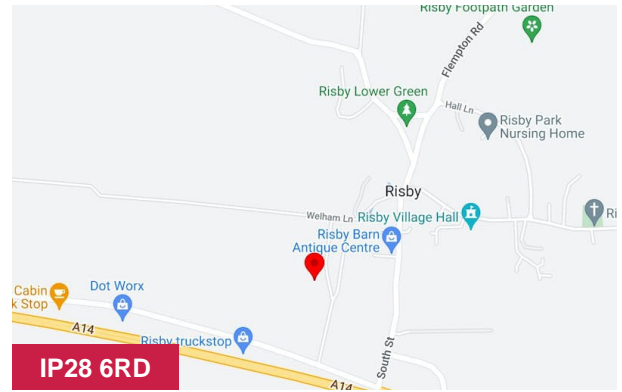 Risby Footpath Garden
Flempton Rd
Risby Lower Green
Hall Ln
Risby Park
Nursing Home
Risby
Welham Ln
Risby Village Hall
Ri
Risby Barn
Antique Centre
Cabin
k Stop
Dot Worx
A14
Risby truckstop
South St
A14
IP28 6RD